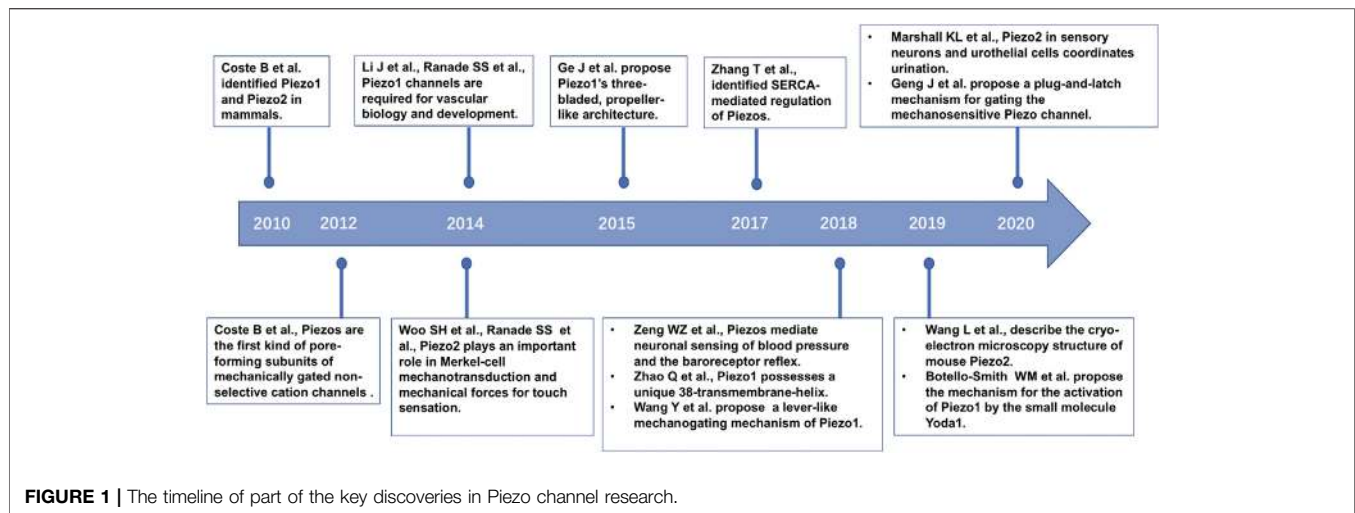 Coste B et al.
identified Piezo1
and Piezo2 in
mammals.
Li J et al., Ranade SS et al.,
Piezo1 channels are
required for vascular
biology and development.
Ge J et al. propose
Piezo1's three-
bladed, propeller-
like architecture.
Zhang T et al.,
identified SERCA-
mediated regulation
of Piezos.
• Marshall KL et al., Piezo2 in sensory
neurons and urothelial cells coordinates
urination.
• Geng J et al. propose a plug-and-latch
mechanism for gating the
mechanosensitive Piezo channel.
2010 2012 2014 2015 2017 2018 2019 2020
Coste B et al., Piezos are
the first kind of pore-
forming subunits of
mechanically gated non-
selective cation channels .
Woo SH et al., Ranade SS et
al., Piezo2 plays an important
role in Merkel-cell
mechanotransduction and
mechanical forces for touch
sensation.
• Zeng WZ et al., Piezos mediate
neuronal sensing of blood pressure
and the baroreceptor reflex.
• Zhao Q et al., Piezo1 possesses a
unique 38-transmembrane-helix.
• Wang Y et al. propose a lever-like
mechanogating mechanism of Piezo1.
• Wang L et al., describe the cryo-
electron microscopy structure of
mouse Piezo2.
• Botello-Smith WM et al. propose
the mechanism for the activation
of Piezo1 by the small molecule
Yoda1.
FIGURE 1 | The timeline of part of the key discoveries in Piezo channel research.